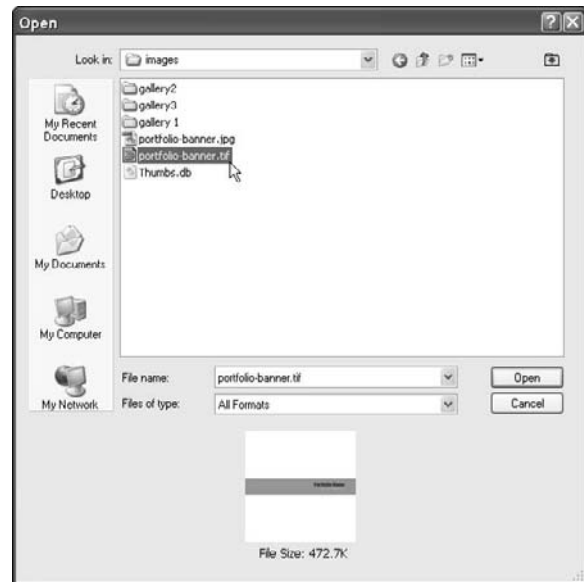 Open
Look in: images
My Recent
Documents
Desktop
My Documents
My Computer
My Network
gallery2
gallery3
gallery 1
portfolio-banner.jpg
portfolio-banner.tif
Thumbs.db
File name: portfolio-banner.tif Open
Files of type: All Formats Cancel
File Size: 472.7K